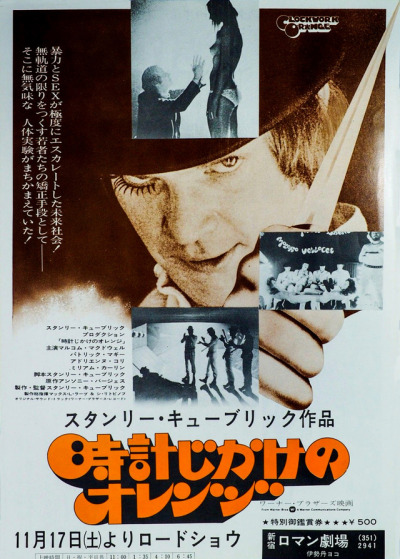 CLOCKWORK
ORANGE
暴力とSEXが極度にエスカレートした未来社会!
無軌道の限りをつくす若者たちの矯正手段として——
そこに無気味な 人体実験がまちかまえていた!
スタンリー・キューブリック
プロダクション
「時計じかけのオレンジ」
主演マルコム・マクドウェル
パトリック・マギー
アドリエンヌ・コリ
ミリアム・カーリン
脚本スタンリー・キューブリック
原作アンソニー・バージェス
製作・監督スタンリー・キューブリック
スタンリー・キューブリック作品
時計じかけの
オレンジ
ワーナー・ブラザース映画
11月17日(土)よりロードショウ
★特別御鑑賞券★¥500
新宿 ロマン劇場 (351) 2941
伊勢丹ヨコ